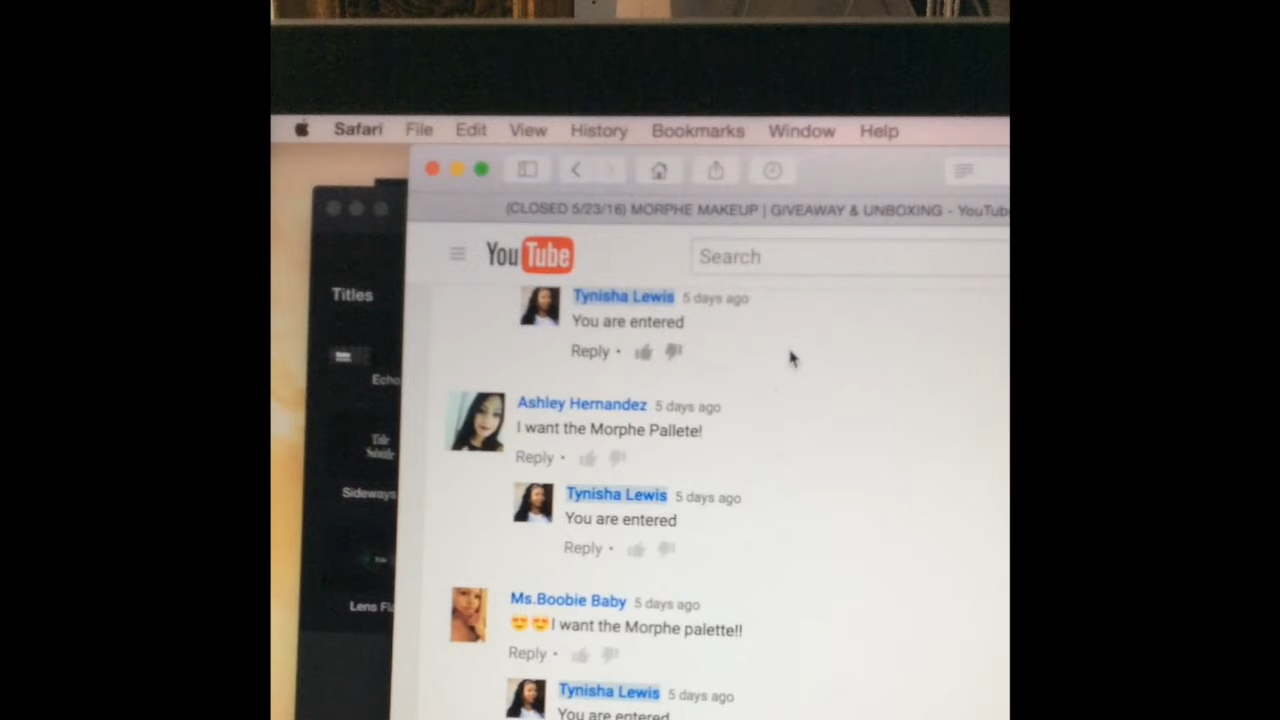 Safari File Edit View History Bookmarks Window Help
(CLOSED 5/23/16) MORPHE MAKEUP | GIVEAWAY & UNBOXING - YouTub
YouTube Search
Titles
Tynisha Lewis 5 days ago
You are entered
Reply •
Echo
Ashley Hernandez 5 days ago
I want the Morphe Pallete!
Reply •
Title
Subtitle
Sideways
Tynisha Lewis 5 days ago
You are entered
Reply •
Lens Fl
Ms.Boobie Baby 5 days ago
😍😍I want the Morphe palette!!
Reply •
Tynisha Lewis 5 days ago
You are entered